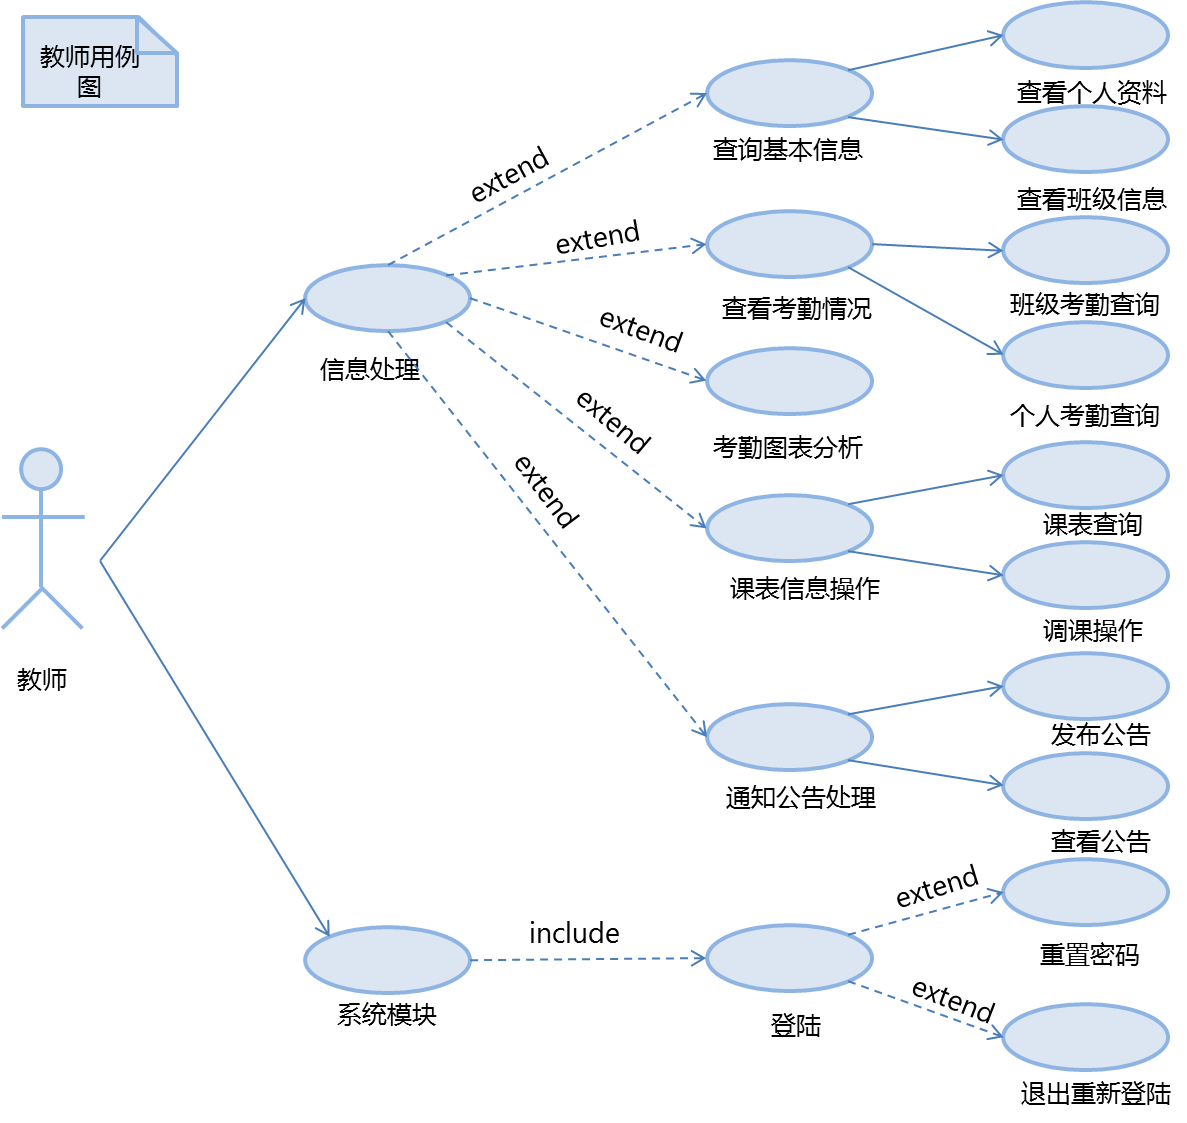 教师用例
图
查看个人资料
查询基本信息
extend
查看班级信息
extend
查看考勤情况
班级考勤查询
extend
信息处理
extend
个人考勤查询
考勤图表分析
extend
课表查询
课表信息操作
调课操作
教师
发布公告
通知公告处理
查看公告
extend
include
重置密码
extend
系统模块
登陆
退出重新登陆